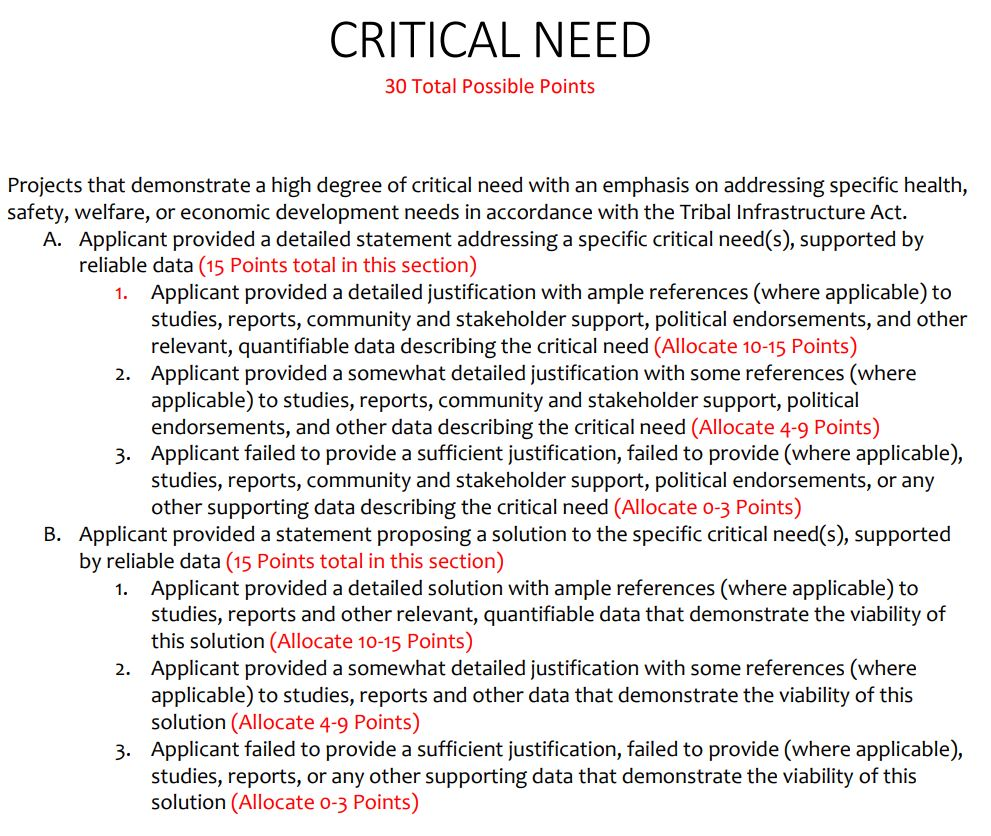 CRITICAL NEED
30 Total Possible Points
Projects that demonstrate a high degree of critical need with an emphasis on addressing specific health,
safety, welfare, or economic development needs in accordance with the Tribal Infrastructure Act.
A. Applicant provided a detailed statement addressing a specific critical need(s), supported by
reliable data (15 Points total in this section)
1. Applicant provided a detailed justification with ample references (where applicable) to
studies, reports, community and stakeholder support, political endorsements, and other
relevant, quantifiable data describing the critical need (Allocate 10-15 Points)
2. Applicant provided a somewhat detailed justification with some references (where
applicable) to studies, reports, community and stakeholder support, political
endorsements, and other data describing the critical need (Allocate 4-9 Points)
3. Applicant failed to provide a sufficient justification, failed to provide (where applicable),
studies, reports, community and stakeholder support, political endorsements, or any
other supporting data describing the critical need (Allocate 0-3 Points)
B. Applicant provided a statement proposing a solution to the specific critical need(s), supported
by reliable data (15 Points total in this section)
1. Applicant provided a detailed solution with ample references (where applicable) to
studies, reports and other relevant, quantifiable data that demonstrate the viability of
this solution (Allocate 10-15 Points)
2. Applicant provided a somewhat detailed justification with some references (where
applicable) to studies, reports and other data that demonstrate the viability of this
solution (Allocate 4-9 Points)
3. Applicant failed to provide a sufficient justification, failed to provide (where applicable),
studies, reports, or any other supporting data that demonstrate the viability of this
solution (Allocate 0-3 Points)